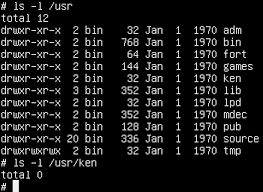 # ls -l /usr
total 12
drwxr-xr-x  2 bin    32 Jan  1  1970 adm
drwxr-xr-x  2 bin   768 Jan  1  1970 bin
drwxr-xr-x  2 bin    64 Jan  1  1970 fort
drwxr-xr-x  2 bin   144 Jan  1  1970 games
drwxr-xr-x  2 bin    32 Jan  1  1970 ken
drwxr-xr-x  3 bin   352 Jan  1  1970 lib
drwxr-xr-x  2 bin    32 Jan  1  1970 lpd
drwxr-xr-x  2 bin   352 Jan  1  1970 mdec
drwxr-xr-x  2 bin   128 Jan  1  1970 pub
drwxr-xr-x 20 bin   336 Jan  1  1970 source
drwxrwxrwx  2 bin    32 Jan  1  1970 tmp
# ls -l /usr/ken
total 0
#